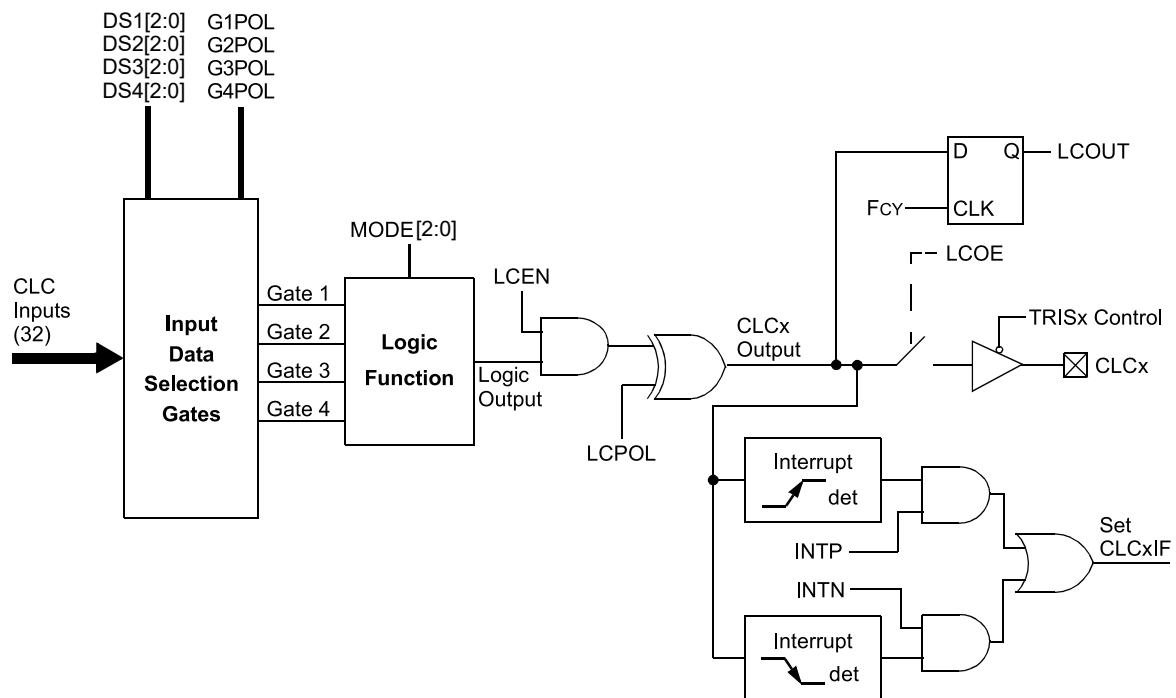 DS1[2:0] G1POL
DS2[2:0] G2POL
DS3[2:0] G3POL
DS4[2:0] G4POL
D Q LCOUT
FCY CLK
MODE[2:0]
LCOE
LCEN
CLC
Inputs
(32)
Input
Data
Selection
Gates
Gate 1
Gate 2
Gate 3
Gate 4
Logic
Function
Logic
Output
CLCx
Output
TRISx Control
CLCx
LCPOL
Interrupt
det
INTP
Set
CLCxIF
INTN
Interrupt
det